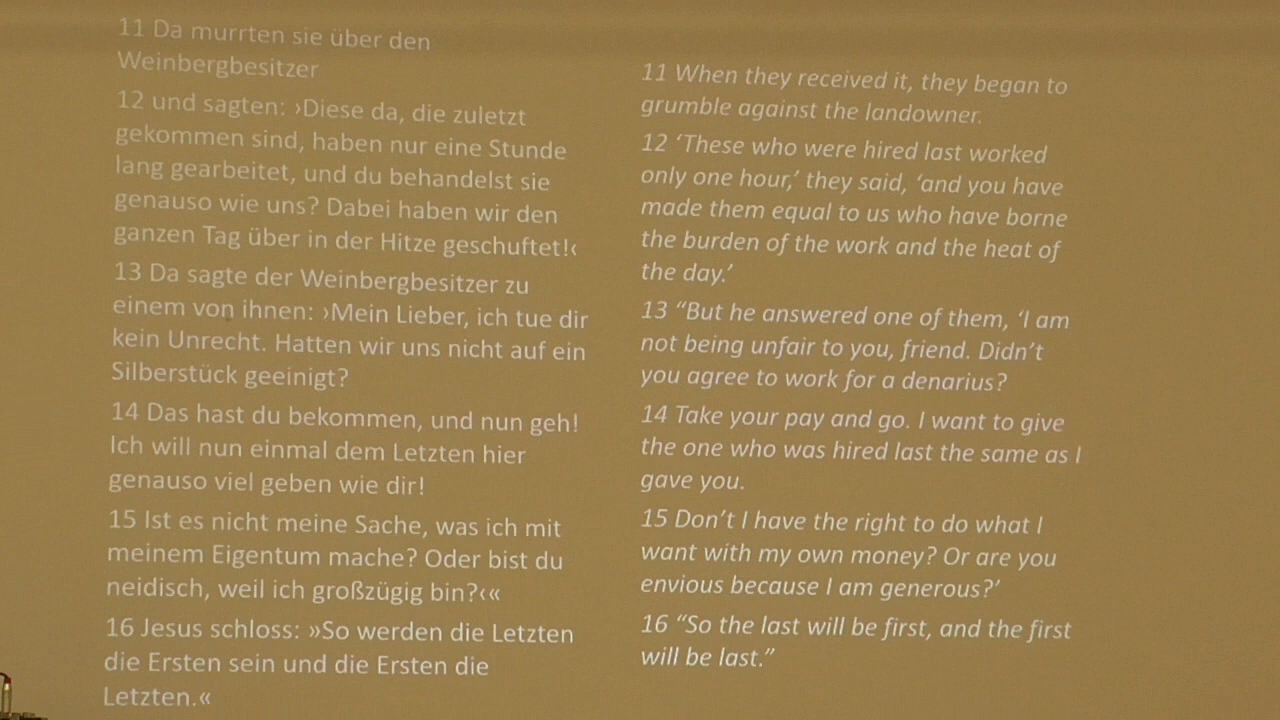 11 Da murrten sie über den
Weinbergbesitzer
12 und sagten: ›Diese da, die zuletzt
gekommen sind, haben nur eine Stunde
lang gearbeitet, und du behandelst sie
genauso wie uns? Dabei haben wir den
ganzen Tag über in der Hitze geschuftet!‹
13 Da sagte der Weinbergbesitzer zu
einem von ihnen: ›Mein Lieber, ich tue dir
kein Unrecht. Hatten wir uns nicht auf ein
Silberstück geeinigt?
14 Das hast du bekommen, und nun geh!
Ich will nun einmal dem Letzten hier
genauso viel geben wie dir!
15 Ist es nicht meine Sache, was ich mit
meinem Eigentum mache? Oder bist du
neidisch, weil ich großzügig bin?‹«
16 Jesus schloss: »So werden die Letzten
die Ersten sein und die Ersten die
Letzten.«
11 When they received it, they began to
grumble against the landowner.
12 ‘These who were hired last worked
only one hour,’ they said, ‘and you have
made them equal to us who have borne
the burden of the work and the heat of
the day.’
13 “But he answered one of them, ‘I am
not being unfair to you, friend. Didn’t
you agree to work for a denarius?
14 Take your pay and go. I want to give
the one who was hired last the same as I
gave you.
15 Don’t I have the right to do what I
want with my own money? Or are you
envious because I am generous?’
16 “So the last will be first, and the first
will be last.”